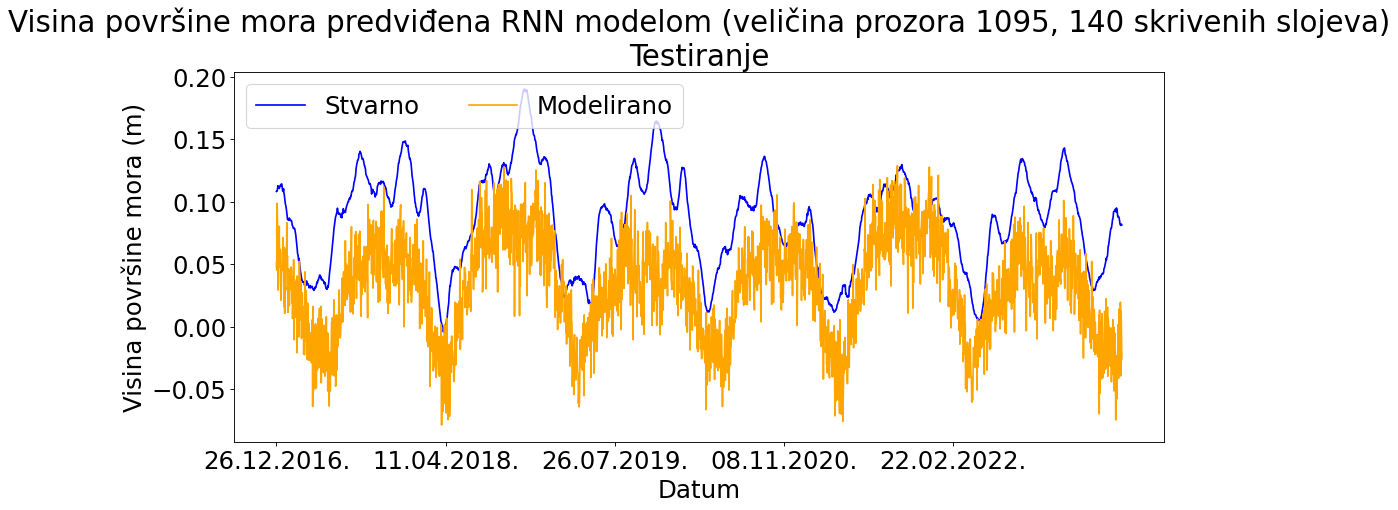 Visina površine mora predviđena RNN modelom (veličina prozora 1095, 140 skrivenih slojeva)
Testiranje
Stvarno Modelirano
Visina površine mora (m)
0.20
0.15
0.10
0.05
0.00
−0.05
26.12.2016. 11.04.2018. 26.07.2019. 08.11.2020. 22.02.2022.
Datum